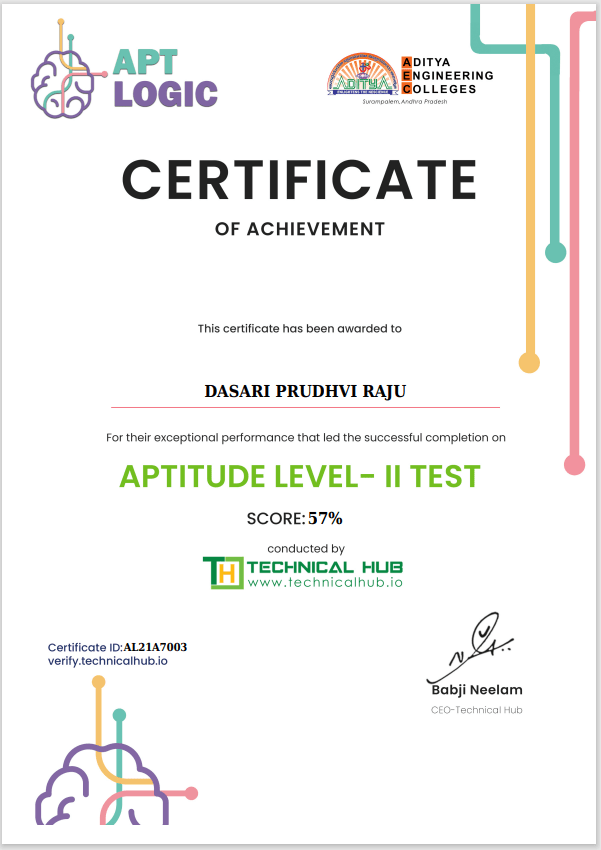 APT
LOGIC
ADITYA
ADITYA
ENGINEERING
COLLEGES
Surampalem, Andhra Pradesh
CERTIFICATE
OF ACHIEVEMENT
This certificate has been awarded to
DASARI PRUDHVI RAJU
For their exceptional performance that led the successful completion on
APTITUDE LEVEL- II TEST
SCORE:57%
conducted by
TH TECHNICAL HUB
www.technicalhub.io
Certificate ID:AL21A7003
verify.technicalhub.io
Babji Neelam
CEO-Technical Hub